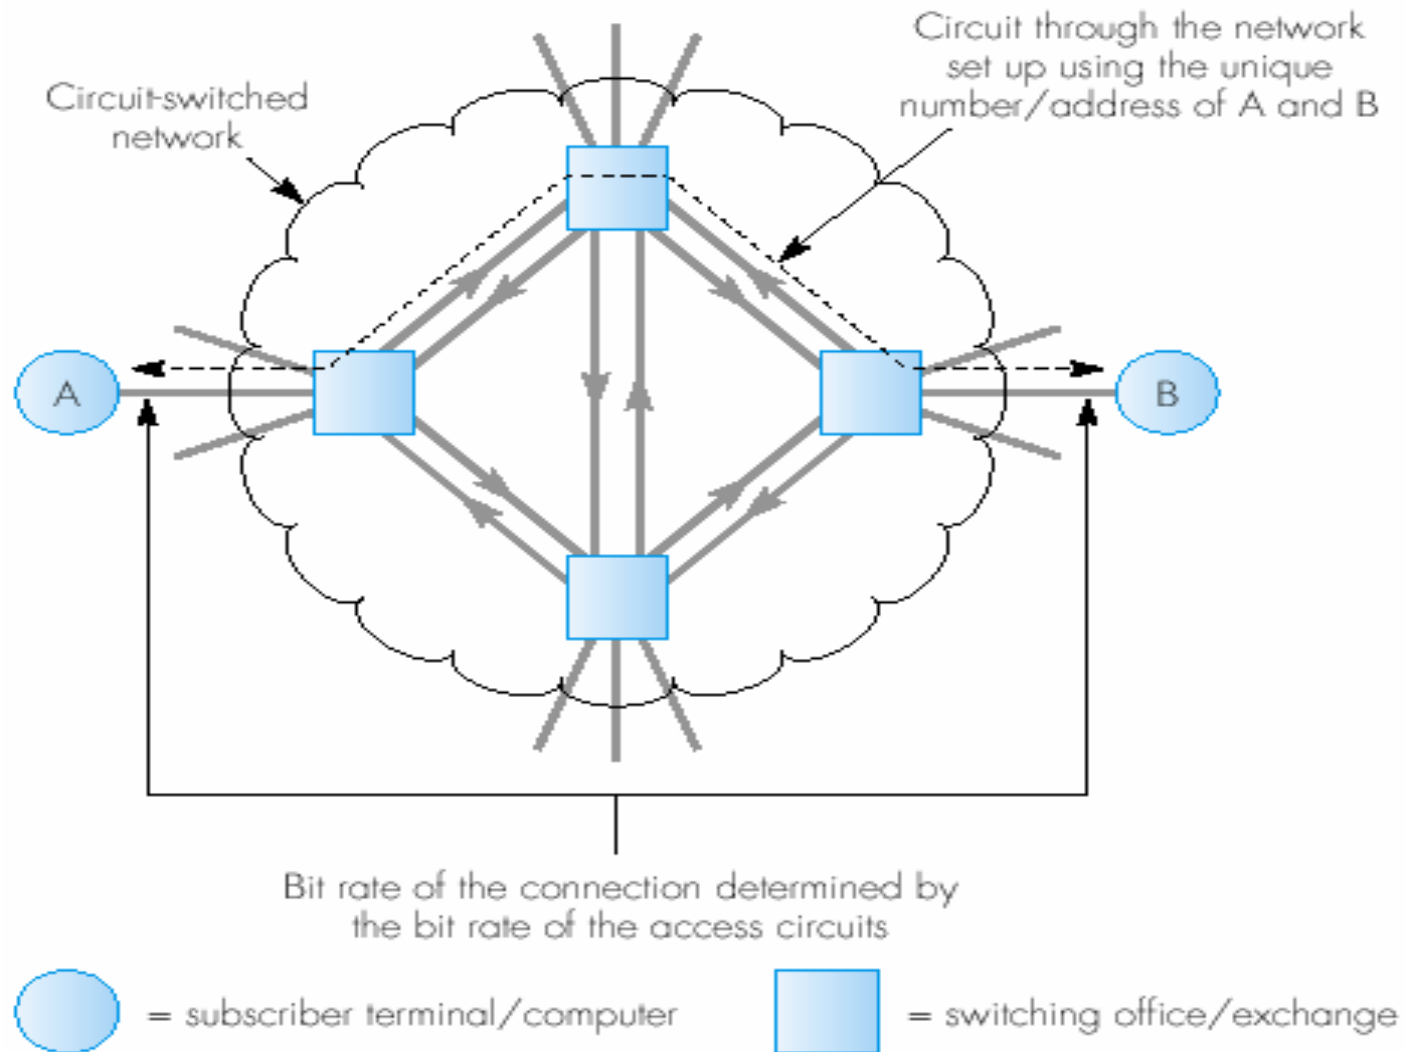 Circuit-switched
network
Circuit through the network
set up using the unique
number/address of A and B
A
B
Bit rate of the connection determined by
the bit rate of the access circuits
= subscriber terminal/computer
= switching office/exchange